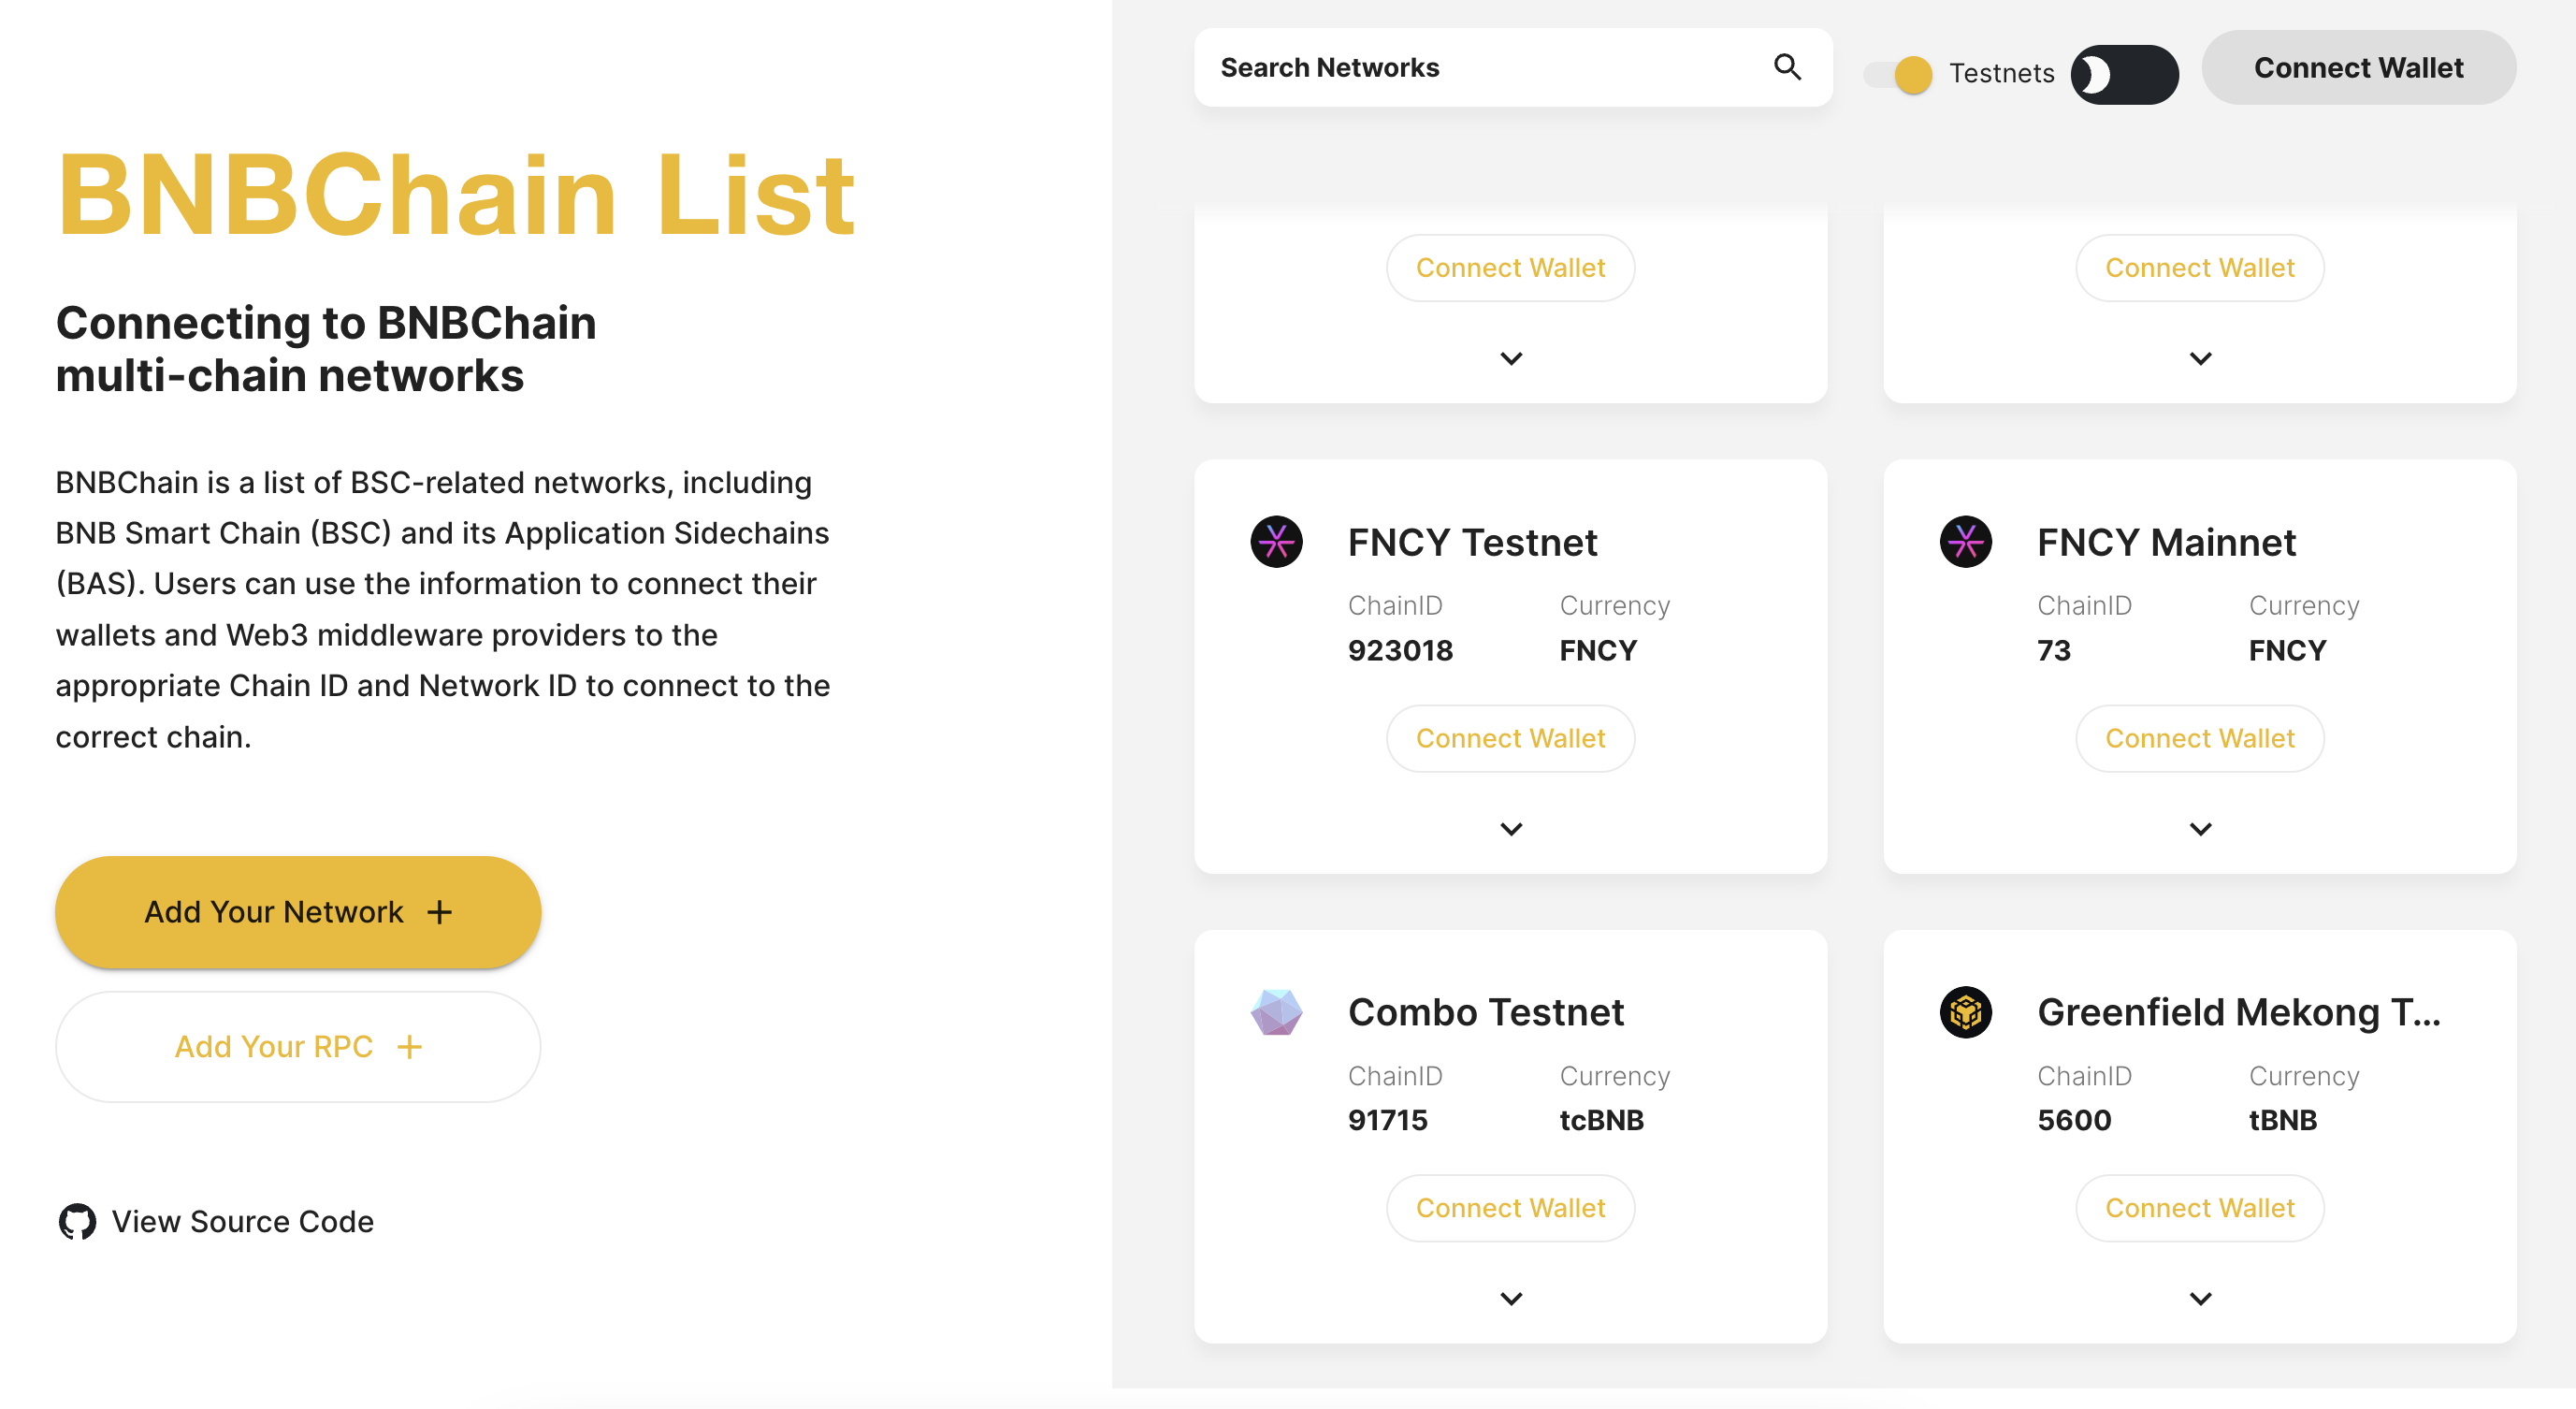 BNBChain List
Connecting to BNBChain
multi-chain networks
BNBChain is a list of BSC-related networks, including
BNB Smart Chain (BSC) and its Application Sidechains
(BAS). Users can use the information to connect their
wallets and Web3 middleware providers to the
appropriate Chain ID and Network ID to connect to the
correct chain.
Add Your Network +
Add Your RPC +
View Source Code
Search Networks
Testnets
Connect Wallet
Connect Wallet
Connect Wallet
FNCY Testnet
ChainID Currency
923018 FNCY
Connect Wallet
FNCY Mainnet
ChainID Currency
73 FNCY
Connect Wallet
Combo Testnet
ChainID Currency
91715 tcBNB
Connect Wallet
Greenfield Mekong T...
ChainID Currency
5600 tBNB
Connect Wallet